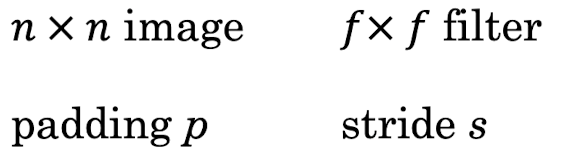 n × n image f × f filter
padding p stride s